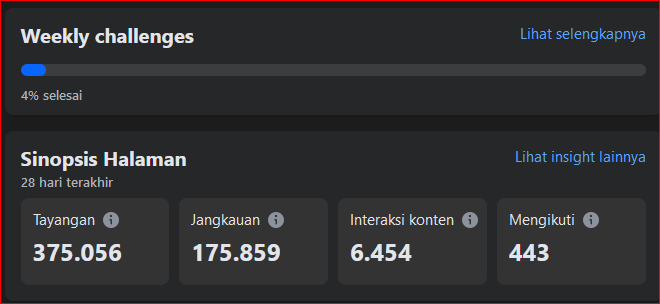 Weekly challenges
Lihat selengkapnya
4% selesai
Sinopsis Halaman
Lihat insight lainnya
28 hari terakhir
Tayangan
Jangkauan
Interaksi konten
Mengikuti
375.056
175.859
6.454
443